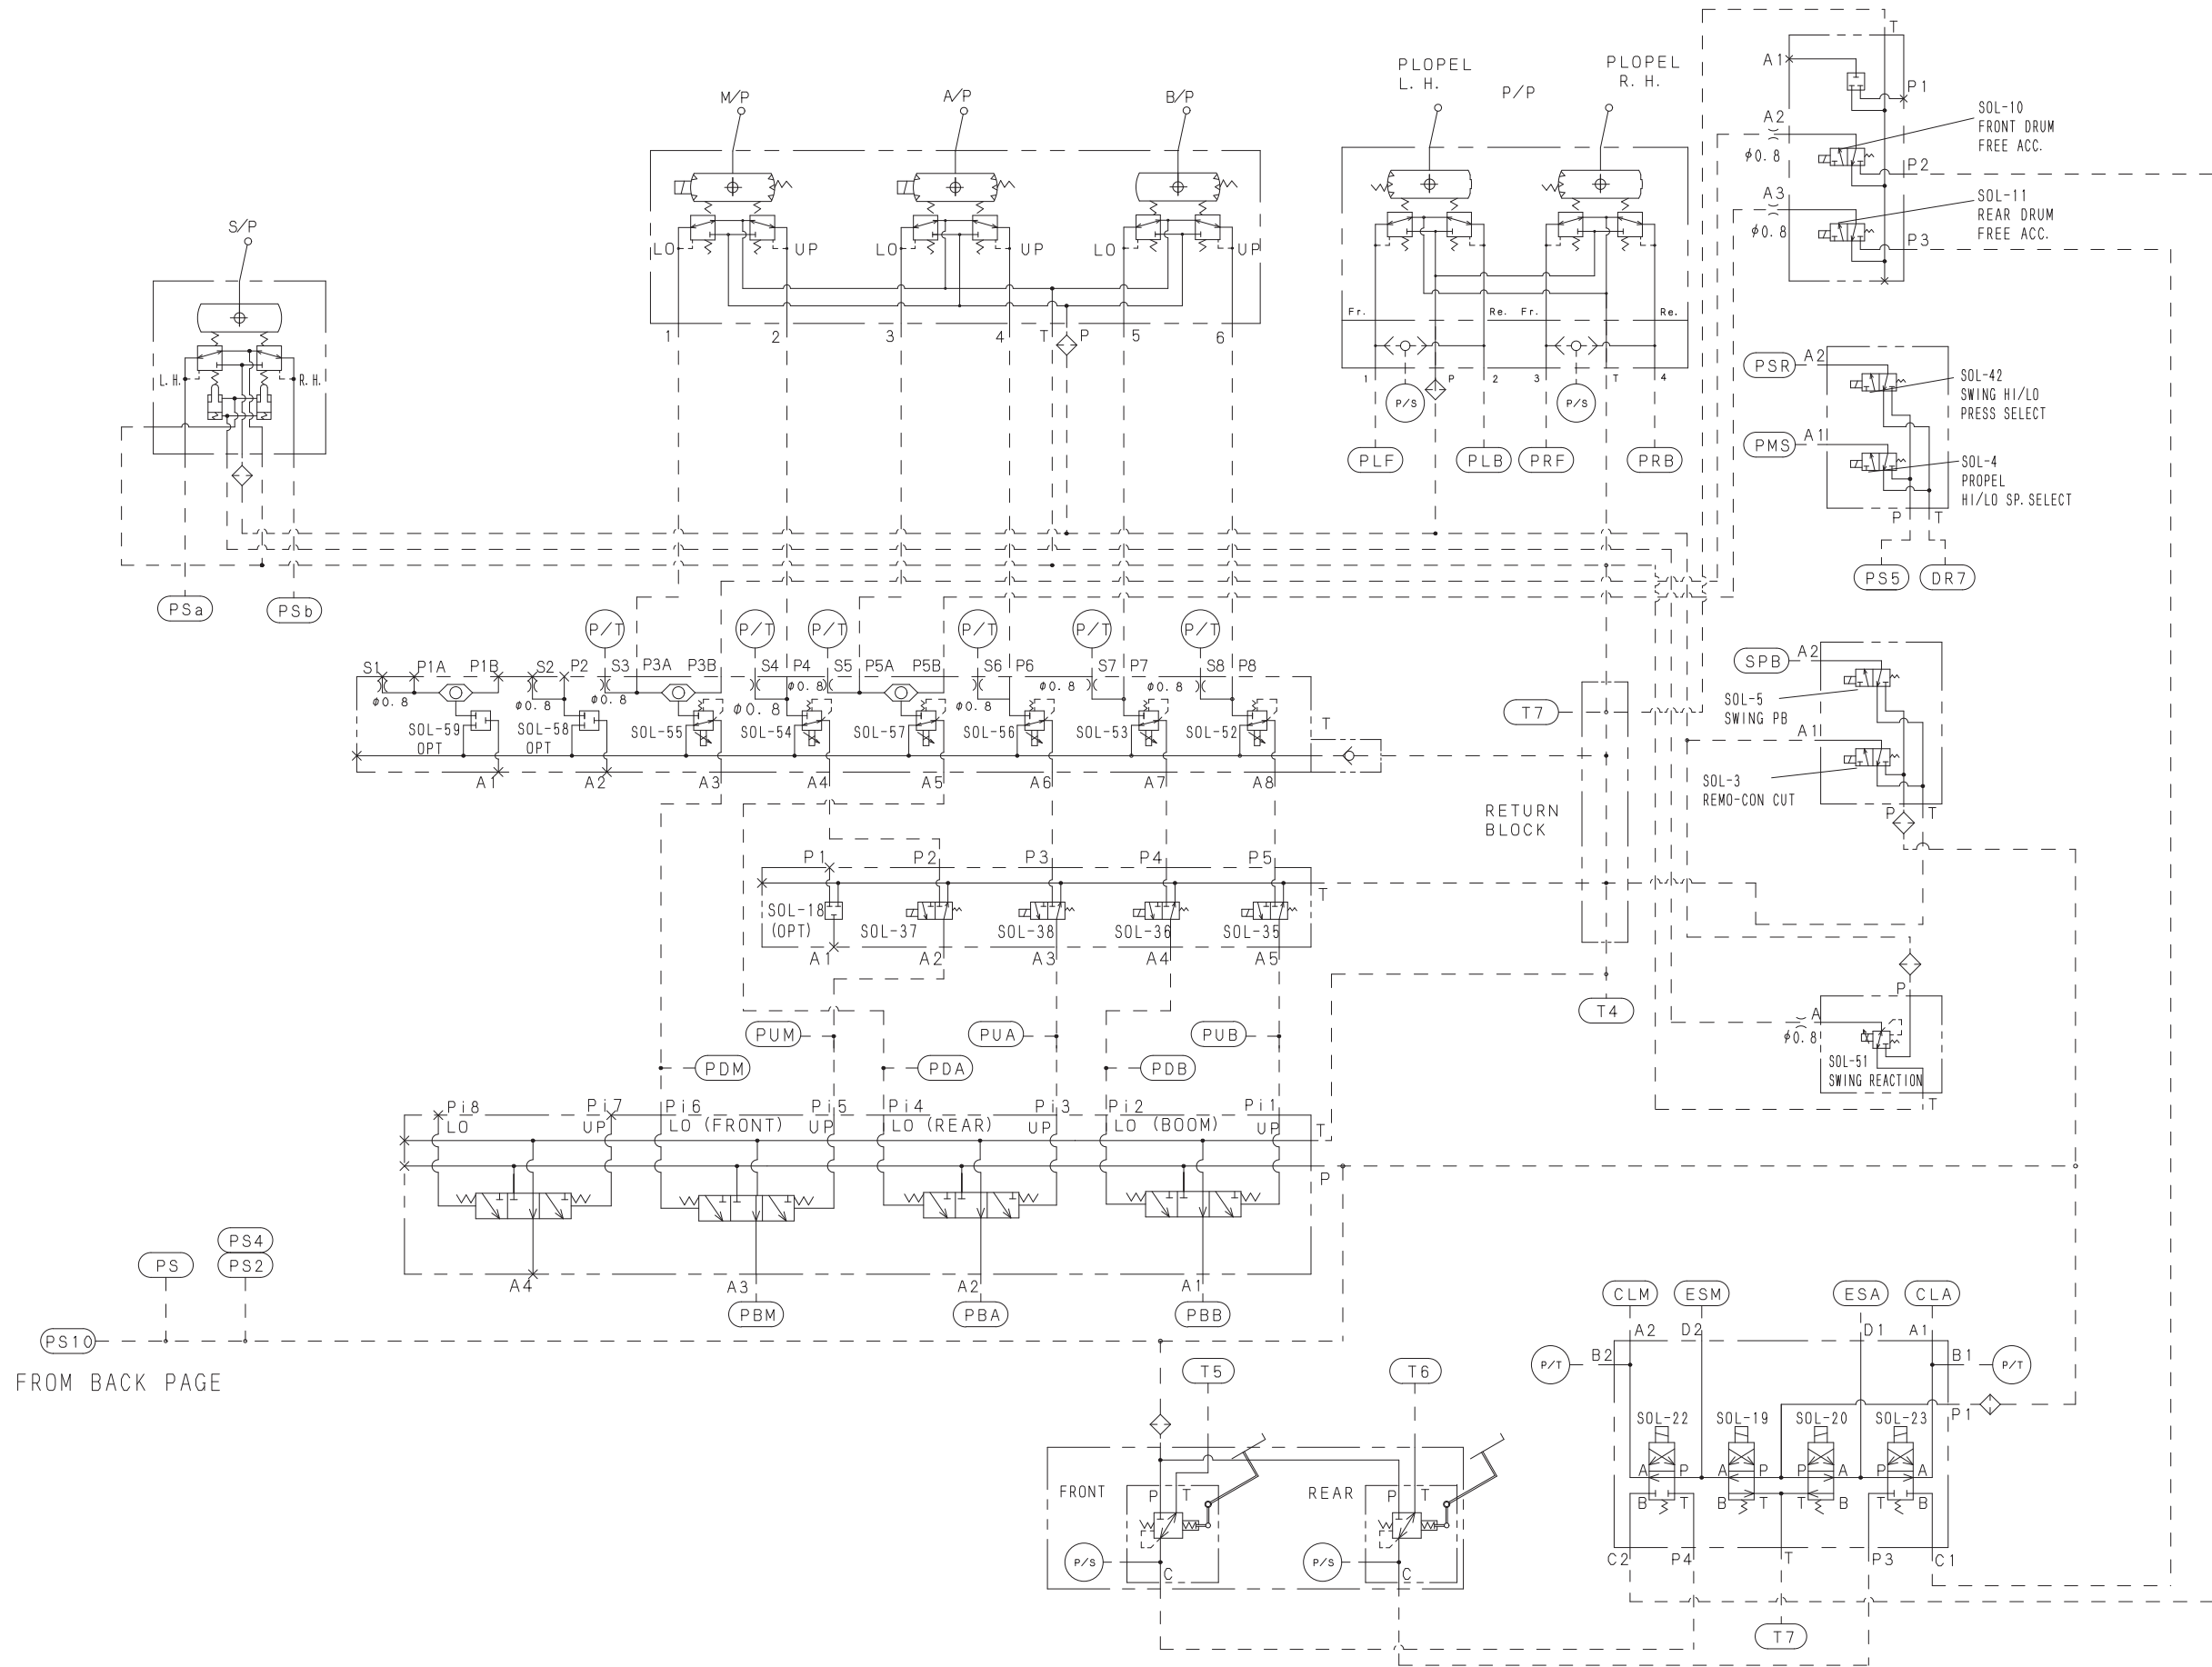 T
A1
P1
SOL-10
FRONT DRUM
FREE ACC.
A2
φ0.8
P2
SOL-11
REAR DRUM
FREE ACC.
A3
φ0.8
P3
PLOPEL
L. H.
P/P
PLOPEL
R. H.
M/P
A/P
B/P
LO
UP
LO
UP
LO
UP
1
2
3
4
T
P
5
6
S/P
L. H.
R. H.
Fr.
Re.
Fr.
Re.
1
P
2
3
T
4
P/S
P/S
PLF
PLB
PRF
PRB
PSR
A2
SOL-42
SWING HI/LO
PRESS SELECT
PMS
A1
SOL-4
PROPEL
HI/LO SP. SELECT
P
T
PS5
DR7
PSa
PSb
P/T
P/T
P/T
P/T
P/T
P/T
S1
P1A
P1B
S2
P2
S3
P3A
P3B
S4
P4
S5
P5A
P5B
S6
P6
S7
P7
S8
P8
φ0.8
φ0.8
φ0.8
φ0.8
φ0.8
φ0.8
φ0.8
φ0.8
SOL-59
OPT
SOL-58
OPT
SOL-55
SOL-54
SOL-57
SOL-56
SOL-53
SOL-52
T
A1
A2
A3
A4
A5
A6
A7
A8
T7
RETURN
BLOCK
SPB
A2
SOL-5
SWING PB
A1
SOL-3
REMO-CON CUT
P
T
P1
P2
P3
P4
P5
T
SOL-18
(OPT)
SOL-37
SOL-38
SOL-36
SOL-35
A1
A2
A3
A4
A5
T4
P
A
φ0.8
SOL-51
SWING REACTION
T
PUM
PUA
PUB
PDM
PDA
PDB
Pi8
Pi7
Pi6
Pi5
Pi4
Pi3
Pi2
Pi1
LO
UP
LO (FRONT)
UP
LO (REAR)
UP
LO (BOOM)
UP
T
P
A4
A3
A2
A1
PBM
PBA
PBB
PS
PS4
PS2
PS10
FROM BACK PAGE
T5
T6
FRONT
P
T
REAR
P
T
P/S
C
P/S
C
CLM
ESM
ESA
CLA
A2
D2
D1
A1
P/T
B2
B1
P/T
P1
SOL-22
SOL-19
SOL-20
SOL-23
A
P
A
P
P
A
P
A
B
T
B
T
T
B
T
B
C2
P4
T
P3
C1
T7